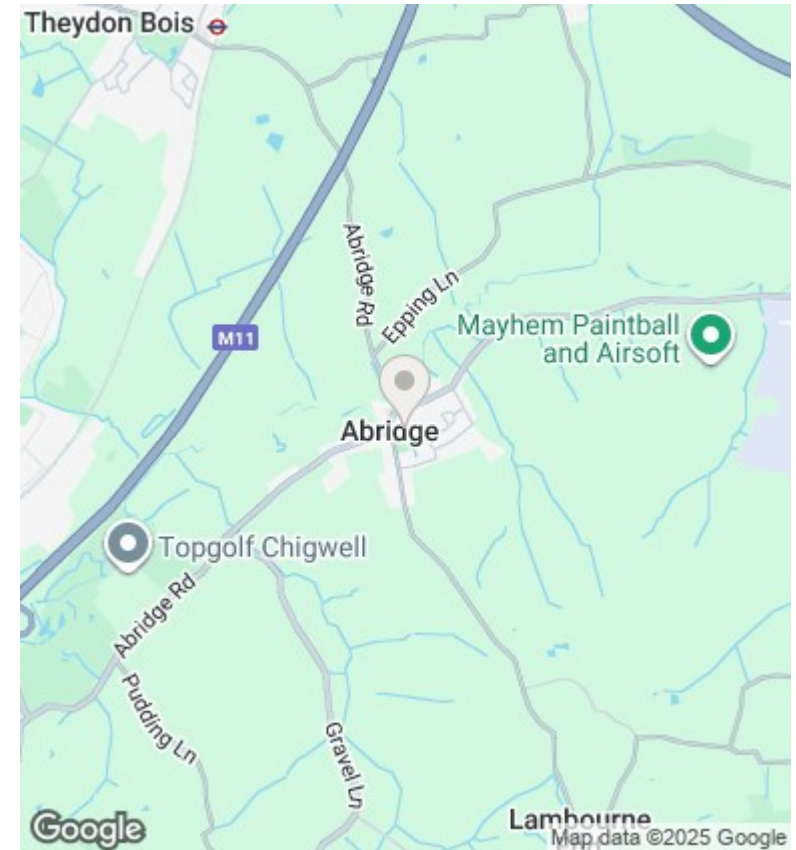 Theydon Bois
Abridge Rd
Epping Ln
M11
Mayhem Paintball
and Airsoft
Abridge
Topgolf Chigwell
Abridge Rd
Pudding Ln
Gravel Ln
Lambourne
Google
Map data ©2025 Google